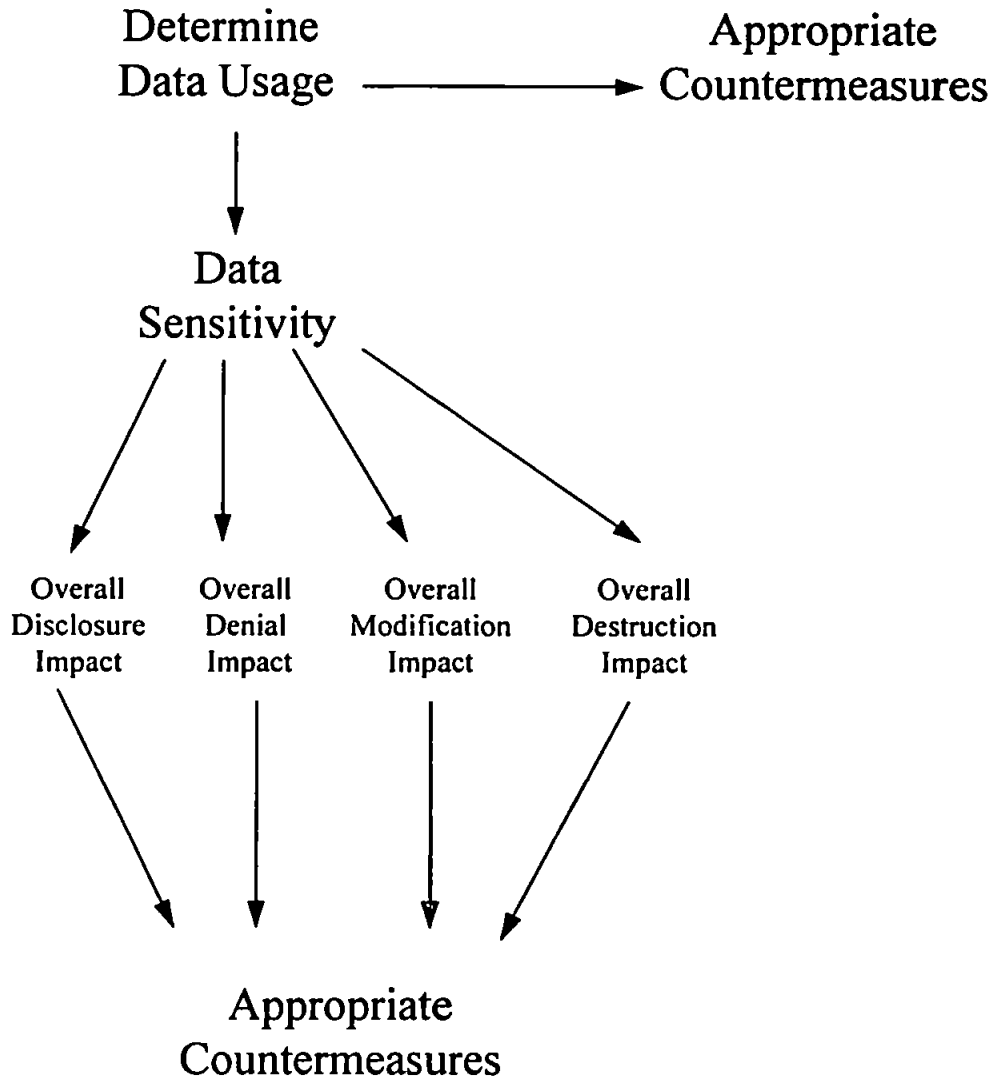 Determine
Data Usage
Appropriate
Countermeasures
Data
Sensitivity
Overall
Disclosure
Impact
Overall
Denial
Impact
Overall
Modification
Impact
Overall
Destruction
Impact
Appropriate
Countermeasures